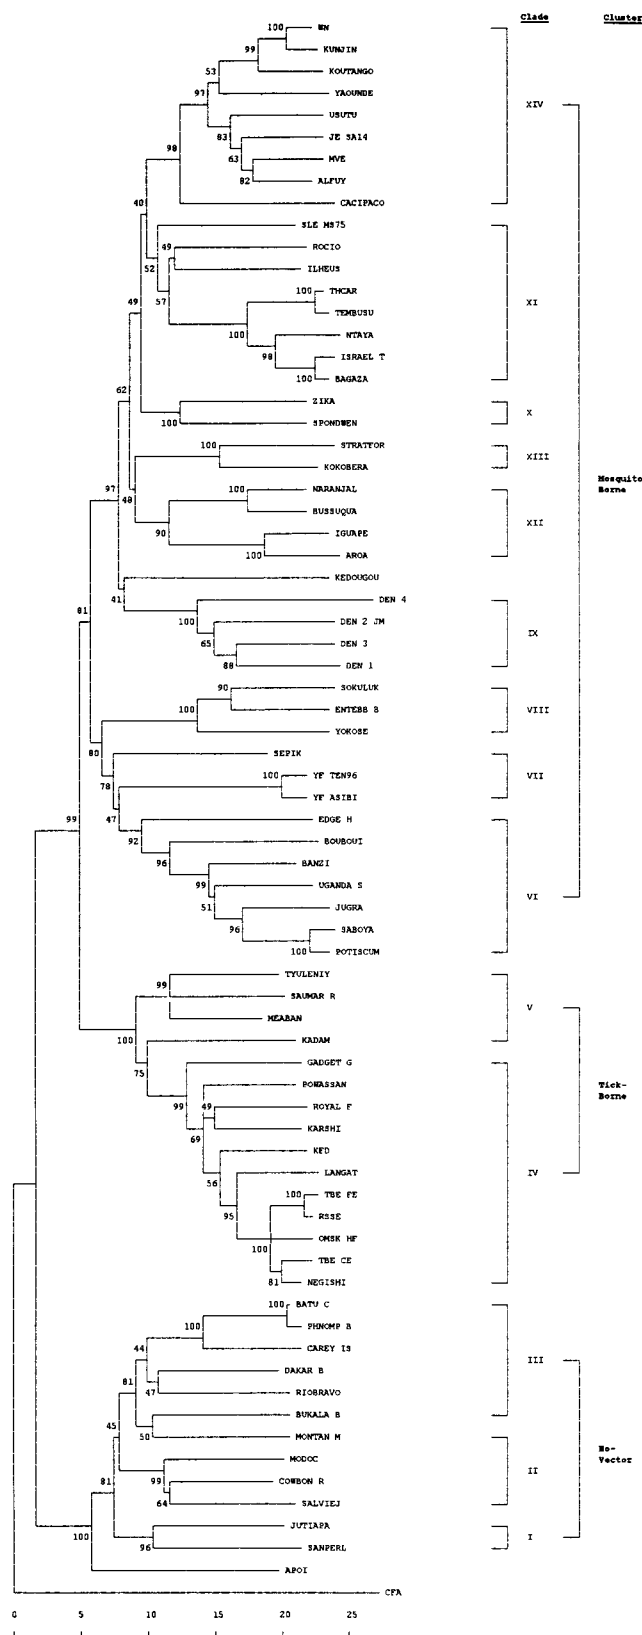 Clade Cluster
100 WN
KUNJIN
99
KOUTANGO
53
YAOUNDE
97
USUTU
XIV
83
JE SA14
98
63
MVE
82 ALFUY
40
CACIPACO
SLE MS75
49 ROCIO
52
ILHEUS
57
100 THCAR
49
XI
TEMBUSU
100
NTAYA
98
ISRAEL T
100 BAGAZA
62
ZIKA
X
100 SPONDWEN
100 STRATFOR
XIII
KOKOBERA
97
48
100 NARANJAL
Mosquito
Borne
BUSSUQUA
XII
90
IGUAPE
100 AROA
KEDOUGOU
41
DEN 4
81
100
DEN 2 JM
IX
65
DEN 3
88 DEN 1
90 SOKULUK
100 ENTEBB B
VIII
YOKOSE
80
SEPIK
78
100 YF TEN96
VII
YF ASIBI
47
99
EDGE H
92
BOUBOUI
96
BANZI
99
UGANDA S
51
VI
JUGRA
96
SABOYA
100 POTISCUM
TYULENIY
99
SAUMAR R
V
MEABAN
100
KADAM
75
GADGET G
99
POWASSAN
Tick-
Borne
49 ROYAL F
KARSHI
69
KFD
56
LANGAT
IV
100 TBE FE
95
RSSE
OMSK HF
100
TBE CE
81 NEGISHI
100 BATU C
100 PHNOMP B
CAREY IS
44
III
DAKAR B
81
47 RIOBRAVO
BUKALA B
45
50 MONTAN M
No-
Vector
MODOC
II
99
COWBON R
81
64 SALVIEJ
JUTIAPA
I
100
96 SANPERL
APOI
CFA
0 5 10 15 20 25